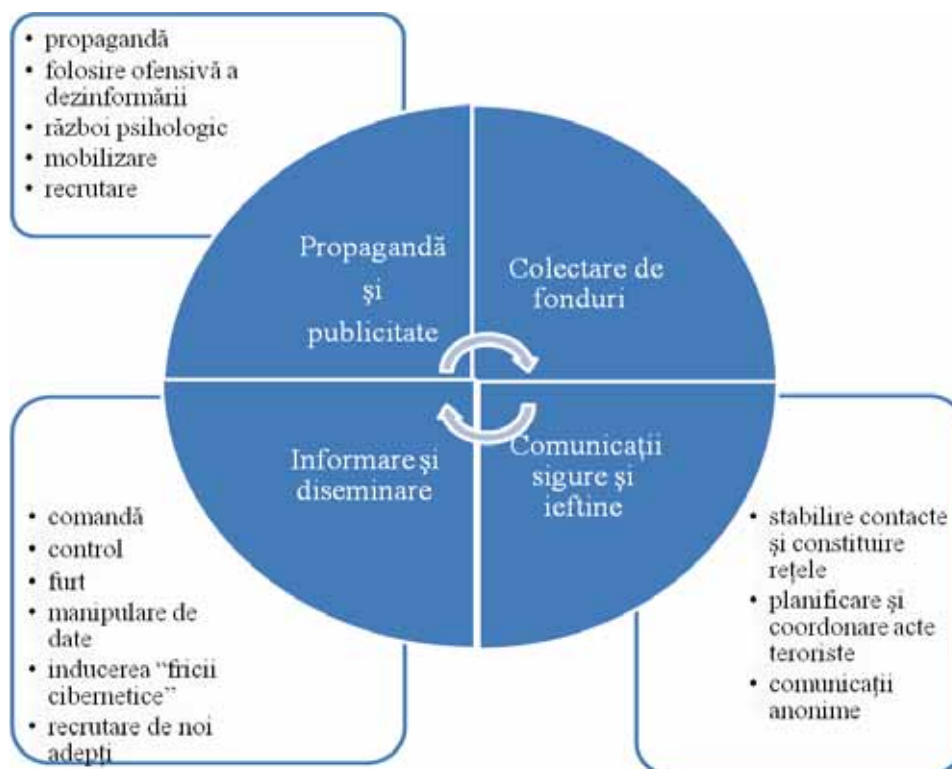 • propagandă
• folosire ofensivă a
dezinformării
• război psihologic
• mobilizare
• recrutare
Propagandă
şi
publicitate
Colectare de
fonduri
Informare şi
diseminare
Comunicaţii
sigure şi
ieftine
• comandă
• control
• furt
• manipulare de
date
• inducerea “fricii
cibernetice”
• recrutare de noi
adepţi
• stabilire contacte
şi constituire
reţele
• planificare şi
coordonare acte
teroriste
• comunicaţii
anonime